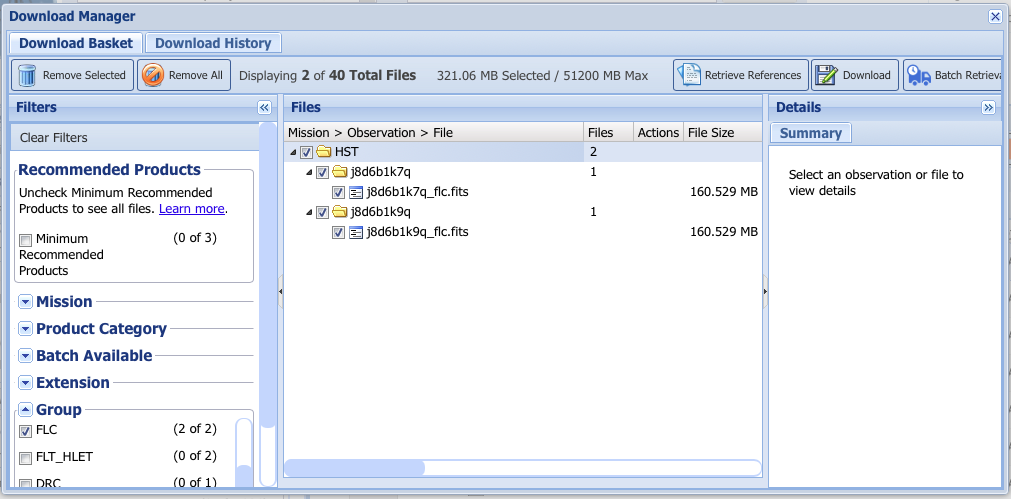 Download Manager
Download Basket
Download History
Remove Selected
Remove All
Displaying 2 of 40 Total Files
321.06 MB Selected / 51200 MB Max
Retrieve References
Download
Batch Retrieva
Filters
Clear Filters
Recommended Products
Uncheck Minimum Recommended
Products to see all files. Learn more.
Minimum (0 of 3)
Recommended
Products
Mission
Product Category
Batch Available
Extension
Group
FLC (2 of 2)
FLT_HLET (0 of 2)
DRC (0 of 1)
Files
Mission > Observation > File Files Actions File Size
HST 2
j8d6b1k7q 1
j8d6b1k7q_flc.fits 160.529 MB
j8d6b1k9q 1
j8d6b1k9q_flc.fits 160.529 MB
Details
Summary
Select an observation or file to
view details